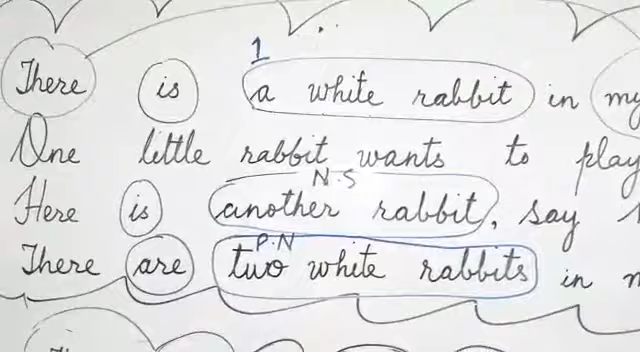 1
There is a white rabbit in my
One little rabbit wants to play
N.S
Here is another rabbit, say
P.N
There are two white rabbits in